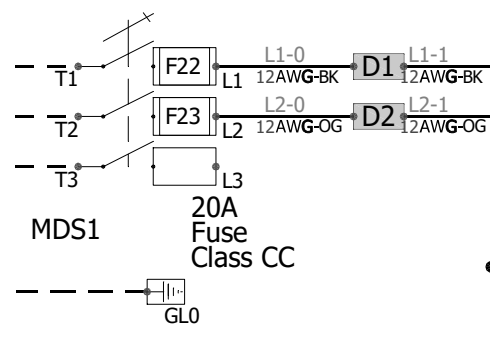 L1-0 L1-1
F22 D1
T1 L1 12AWG-BK 12AWG-BK
L2-0 L2-1
F23 D2
T2 L2 12AWG-OG 12AWG-OG
T3 L3
20A
MDS1 Fuse
Class CC
GL0